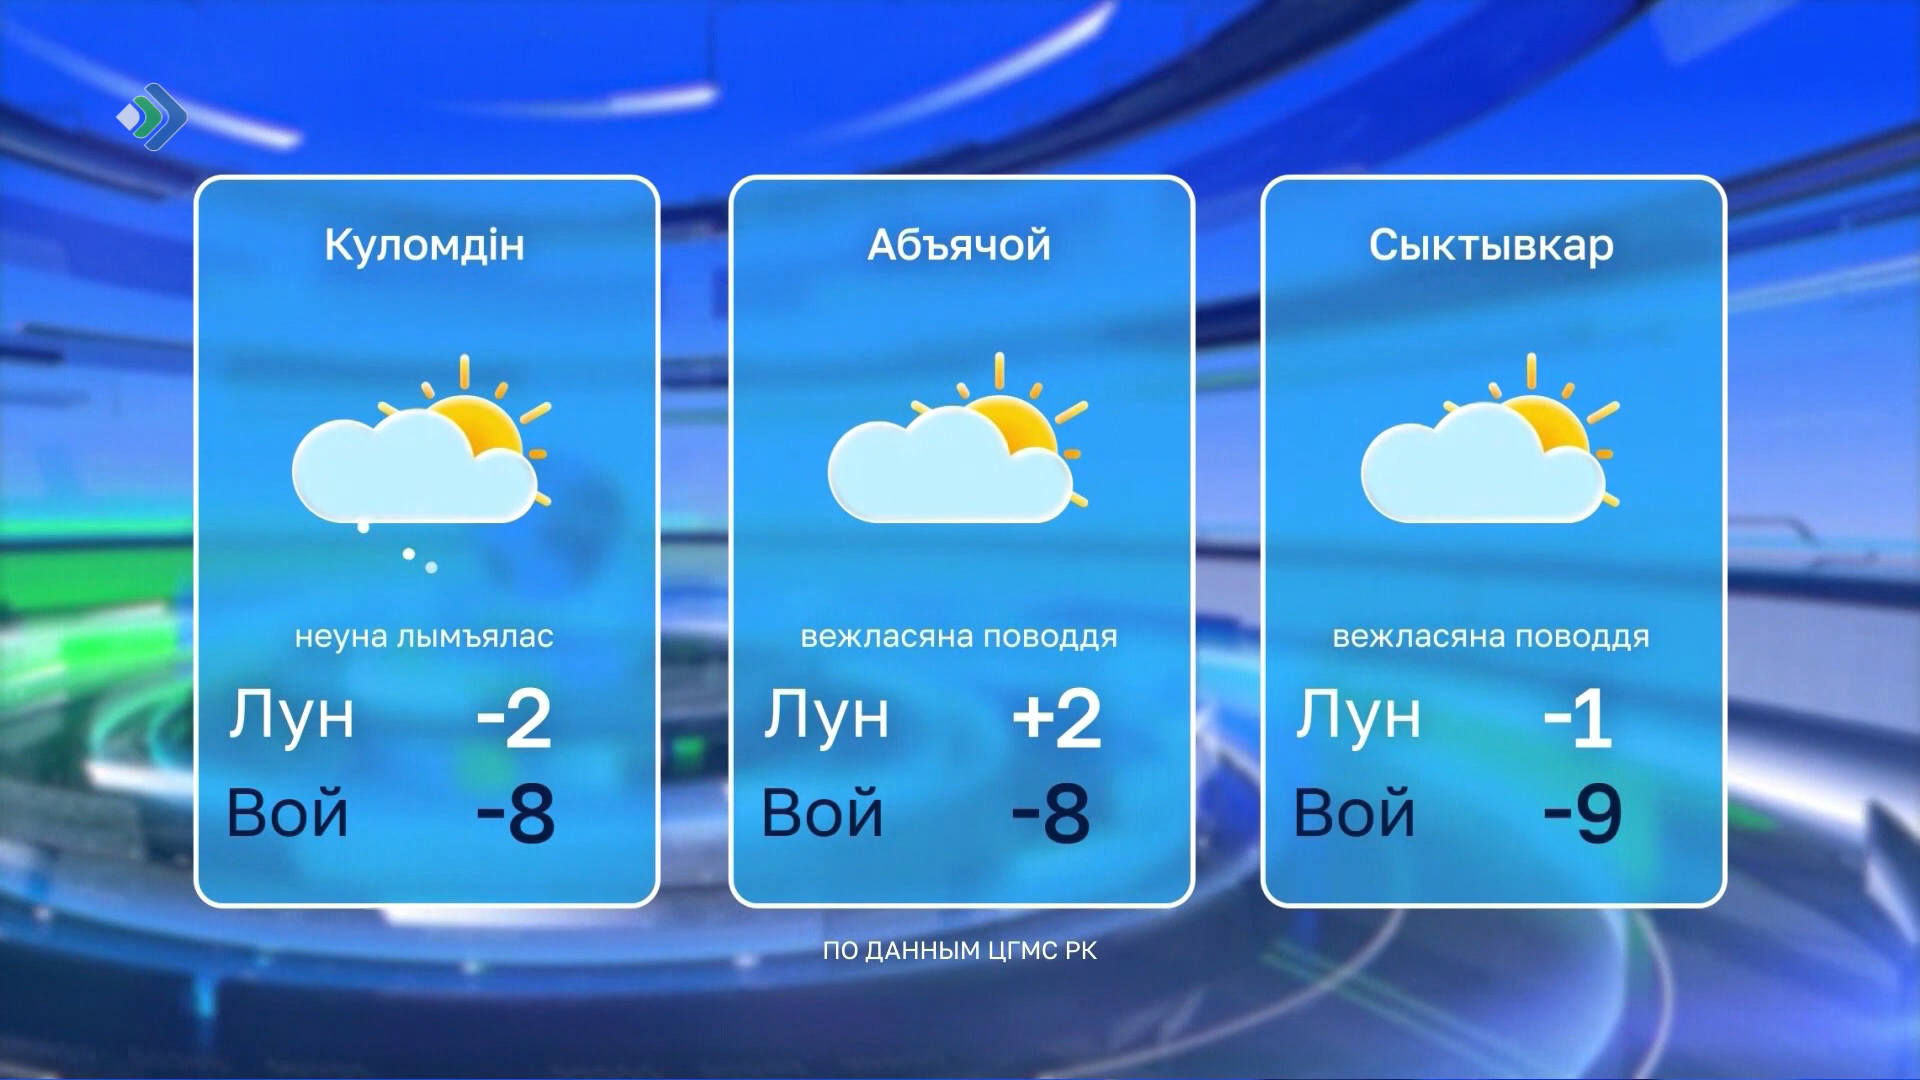 Куломдін
неуна лымъялас
Лун -2
Вой -8
Абъячой
вежласяна поводдя
Лун +2
Вой -8
Сыктывкар
вежласяна поводдя
Лун -1
Вой -9
ПО ДАННЫМ ЦГМС РК